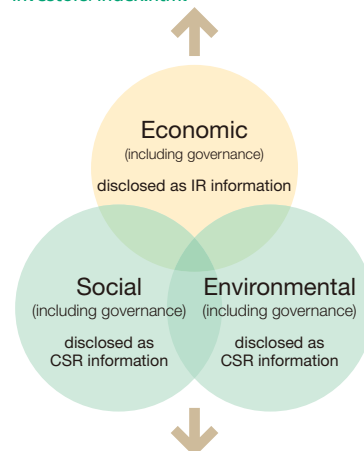 Economic
(including governance)
disclosed as IR information
Social
(including governance)
disclosed as
CSR information
Environmental
(including governance)
disclosed as
CSR information